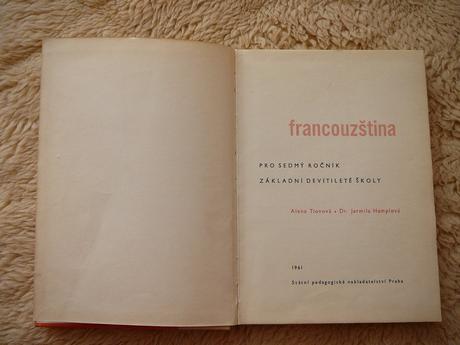 francouzština
PRO SEDMÝ ROČNÍK
ZÁKLADNÍ DEVÍTILETÉ ŠKOLY
Alena Tionová • Dr. Jarmila Hamplová
1961
Státní pedagogické nakladatelství Praha